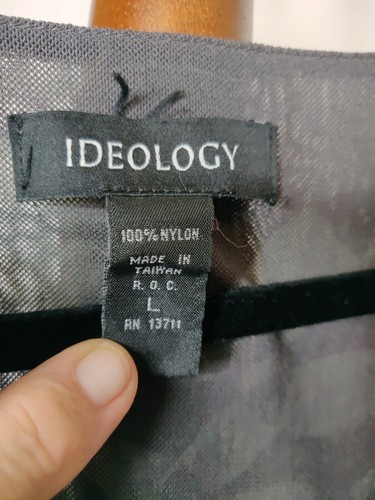 IDEOLOGY
100% NYLON
MADE IN
TAIWAN
R. O. C.
L
RN 13711